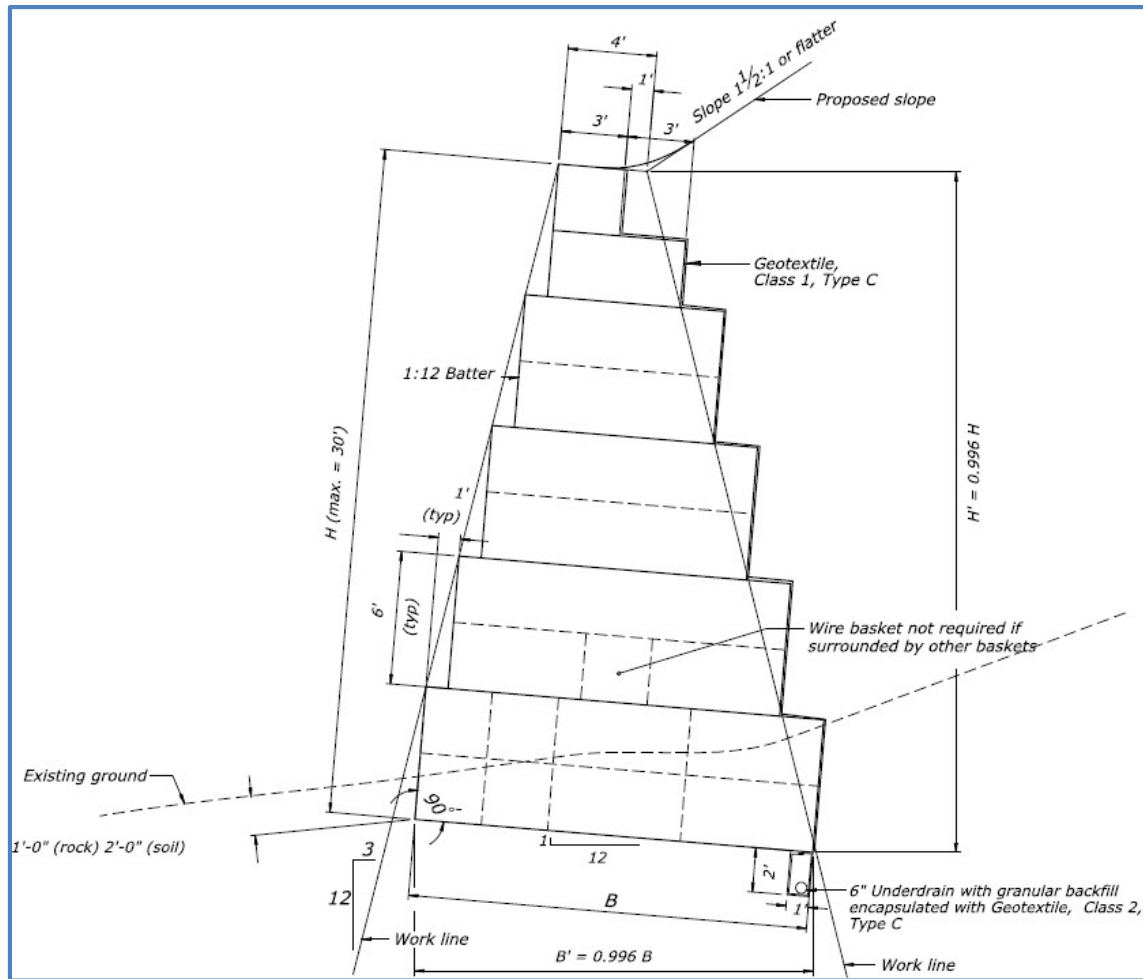 4'
1'
3'
3'
Slope 1 1/2:1 or flatter
Proposed slope
Geotextile,
Class 1, Type C
1:12 Batter
H (max. = 30')
H' = 0.996 H
1'
(typ)
6'
(typ)
Wire basket not required if
surrounded by other baskets
Existing ground
90°
1'-0" (rock) 2'-0" (soil)
3
12
1
12
2'
1'
B
6" Underdrain with granular backfill
encapsulated with Geotextile, Class 2,
Type C
Work line
B' = 0.996 B
Work line